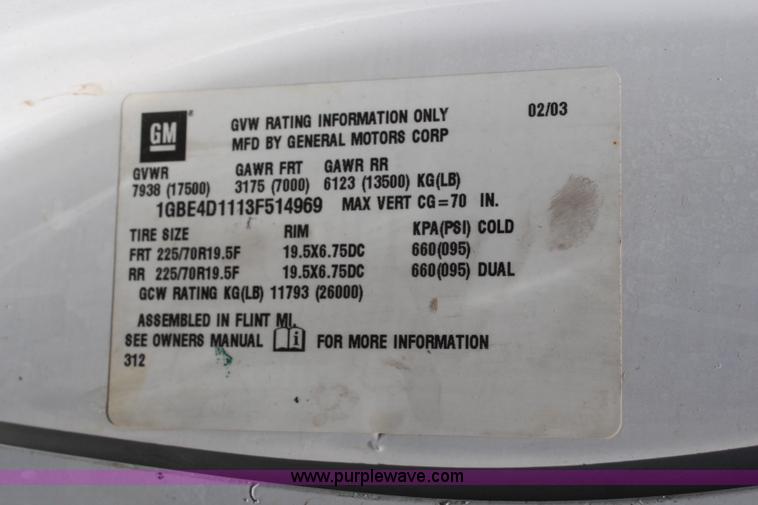 GM
GVW RATING INFORMATION ONLY 02/03
MFD BY GENERAL MOTORS CORP
GVWR GAWR FRT GAWR RR
7938 (17500) 3175 (7000) 6123 (13500) KG(LB)
1GBE4D1113F514969 MAX VERT CG=70 IN.
TIRE SIZE RIM KPA(PSI) COLD
FRT 225/70R19.5F 19.5X6.75DC 660(095)
RR 225/70R19.5F 19.5X6.75DC 660(095) DUAL
GCW RATING KG(LB) 11793 (26000)
ASSEMBLED IN FLINT MI.
SEE OWNERS MANUAL i FOR MORE INFORMATION
312
www.purplewave.com